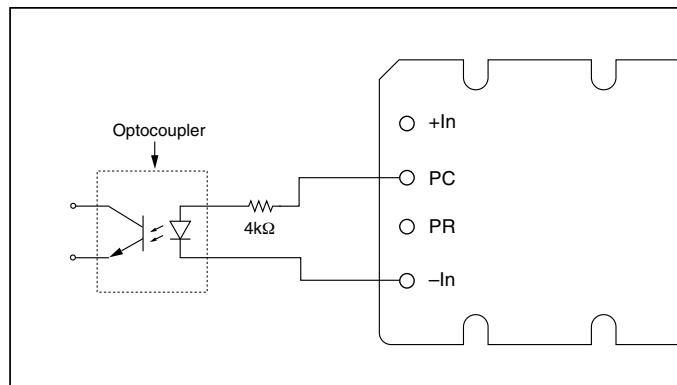 Optocoupler
4kΩ
+In
PC
PR
–In